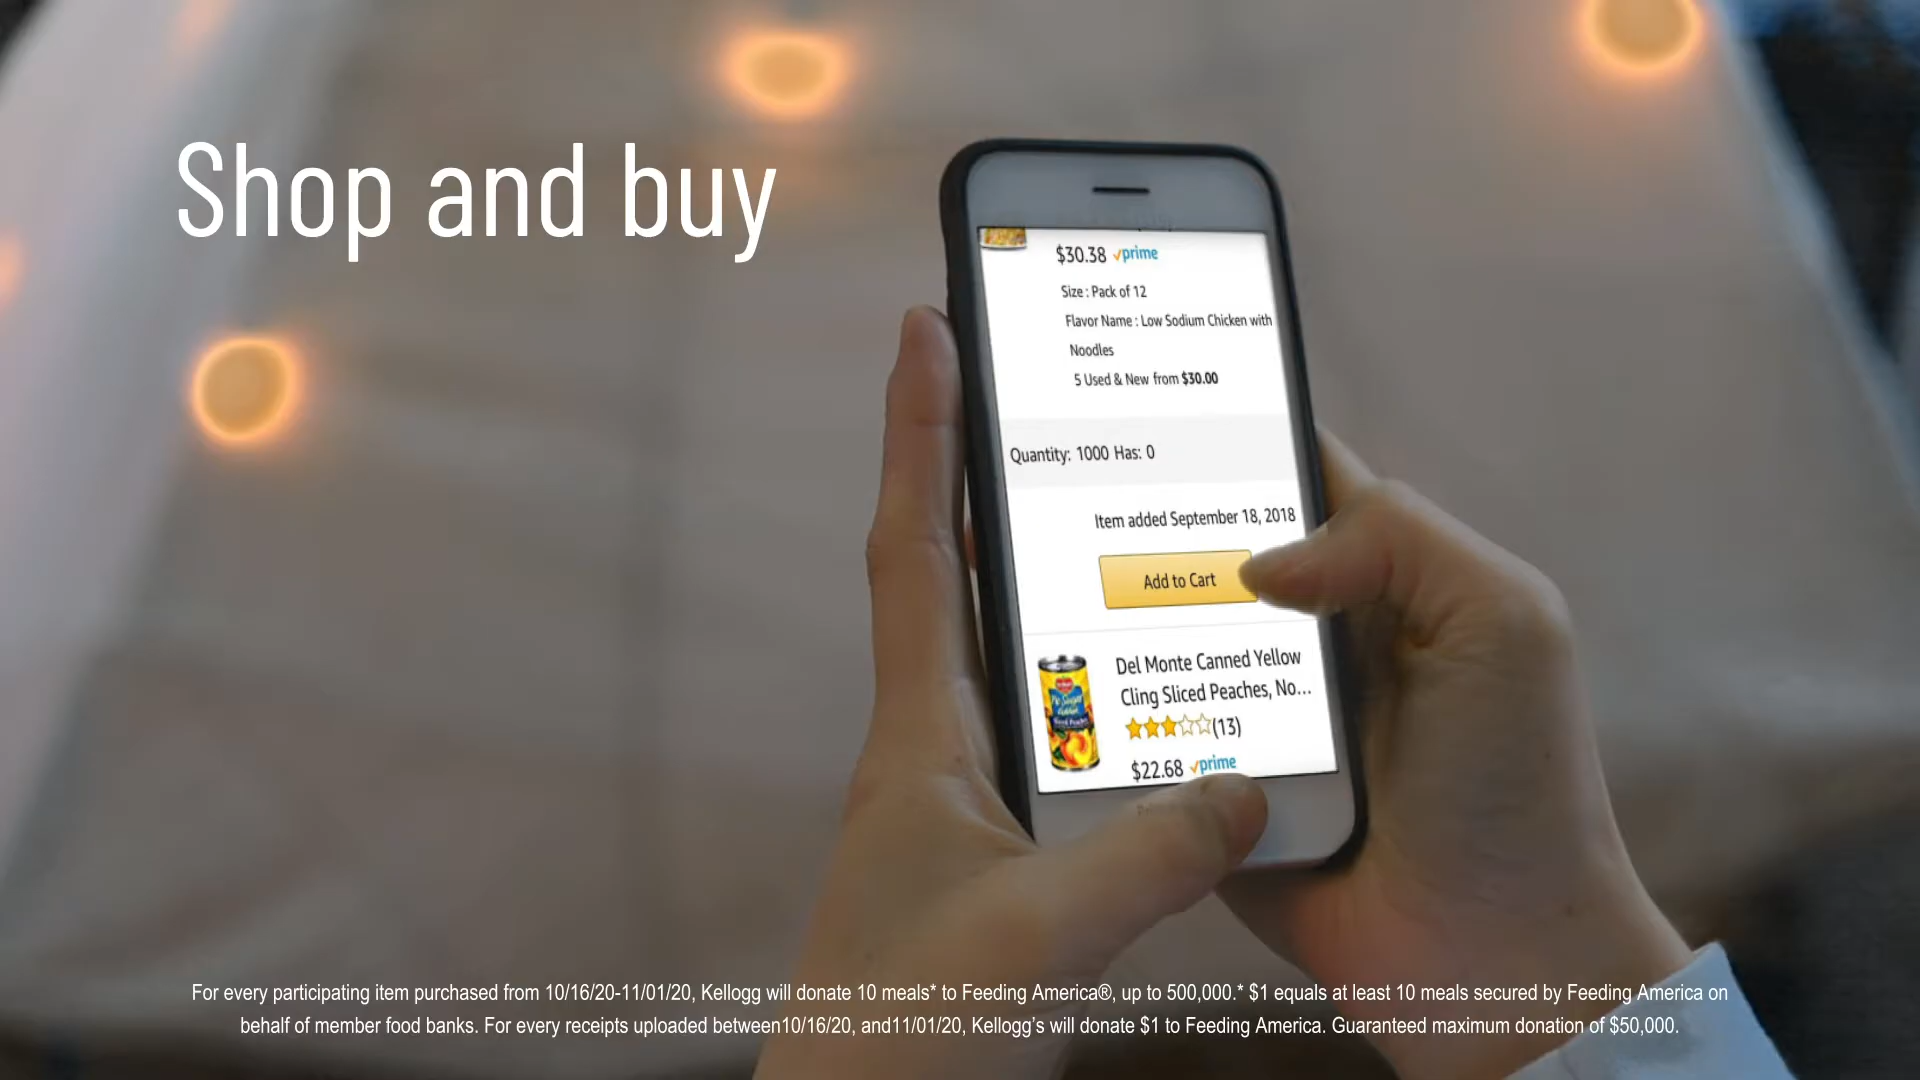 Shop and buy
$30.38 prime
Size : Pack of 12
Flavor Name : Low Sodium Chicken with
Noodles
5 Used & New from $30.00
Quantity: 1000 Has: 0
Item added September 18, 2018
Add to Cart
Del Monte Canned Yellow
Cling Sliced Peaches, No...
(13)
$22.68 prime
For every participating item purchased from 10/16/20-11/01/20, Kellogg will donate 10 meals* to Feeding America®, up to 500,000.* $1 equals at least 10 meals secured by Feeding America on
behalf of member food banks. For every receipts uploaded between10/16/20, and11/01/20, Kellogg's will donate $1 to Feeding America. Guaranteed maximum donation of $50,000.